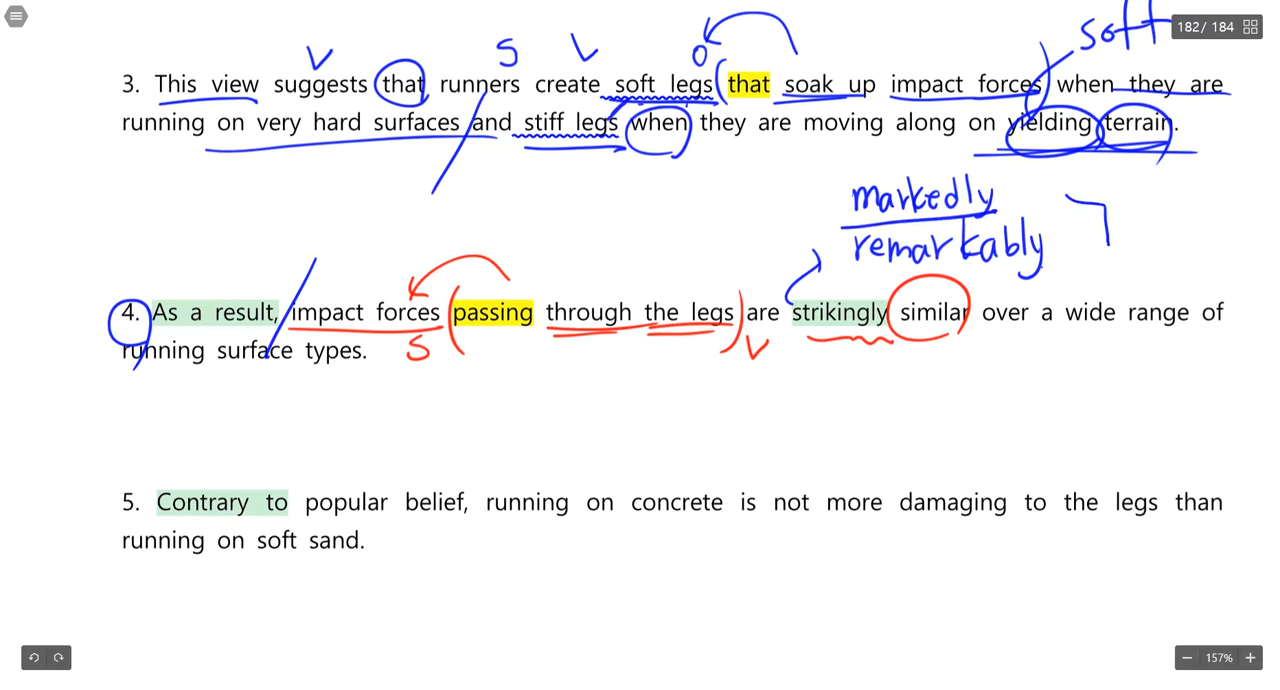 soft
182 / 184
V
S V
O
3. This view suggests that runners create soft legs that soak up impact forces when they are
running on very hard surfaces and stiff legs when they are moving along on yielding terrain.
markedly
remarkably
4. As a result, impact forces passing through the legs are strikingly similar over a wide range of
S
V
running surface types.
5. Contrary to popular belief, running on concrete is not more damaging to the legs than
running on soft sand.
157%